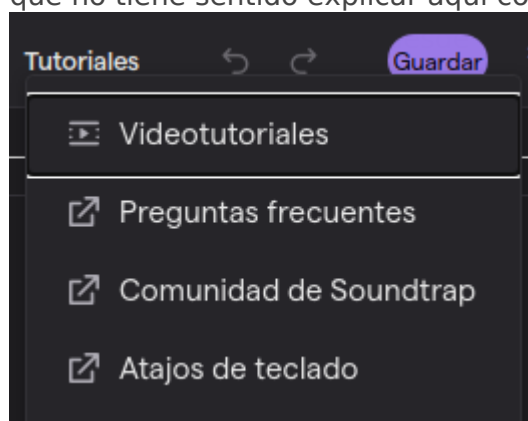 que no tiene sentido explicar aquí co
Tutoriales Guardar
Videotutoriales
Preguntas frecuentes
Comunidad de Soundtrap
Atajos de teclado